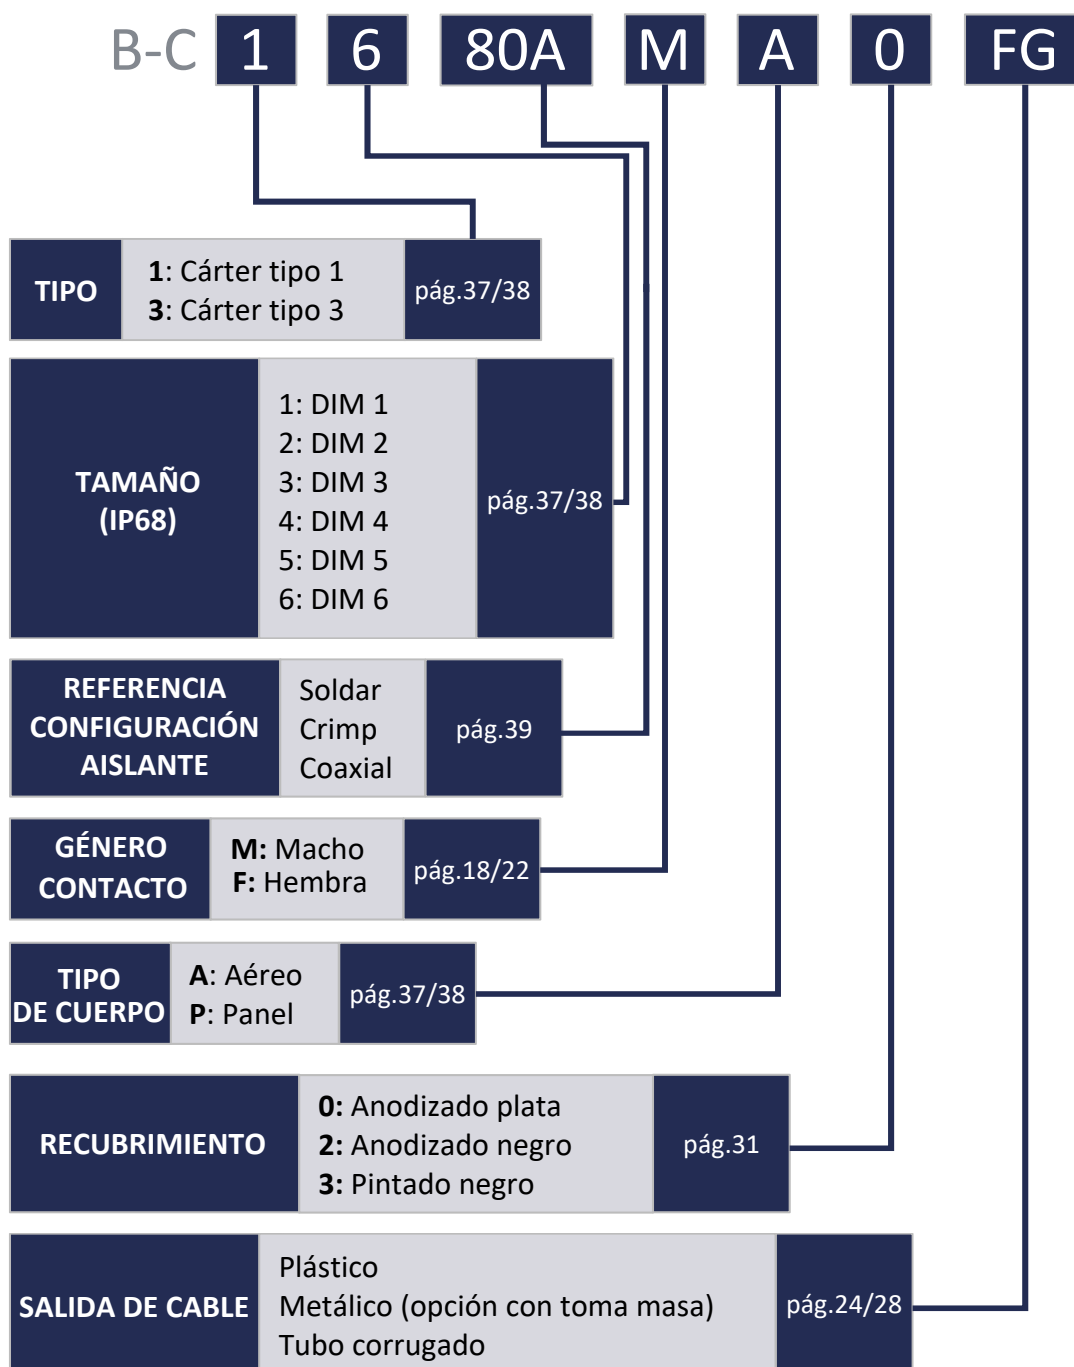 B-C 1 6 80A M A 0 FG
TIPO
1: Cárter tipo 1
3: Cárter tipo 3
pág.37/38
TAMAÑO
(IP68)
1: DIM 1
2: DIM 2
3: DIM 3
4: DIM 4
5: DIM 5
6: DIM 6
pág.37/38
REFERENCIA
CONFIGURACIÓN
AISLANTE
Soldar
Crimp
Coaxial
pág.39
GÉNERO
CONTACTO
M: Macho
F: Hembra
pág.18/22
TIPO
DE CUERPO
A: Aéreo
P: Panel
pág.37/38
RECUBRIMIENTO
0: Anodizado plata
2: Anodizado negro
3: Pintado negro
pág.31
SALIDA DE CABLE
Plástico
Metálico (opción con toma masa)
Tubo corrugado
pág.24/28